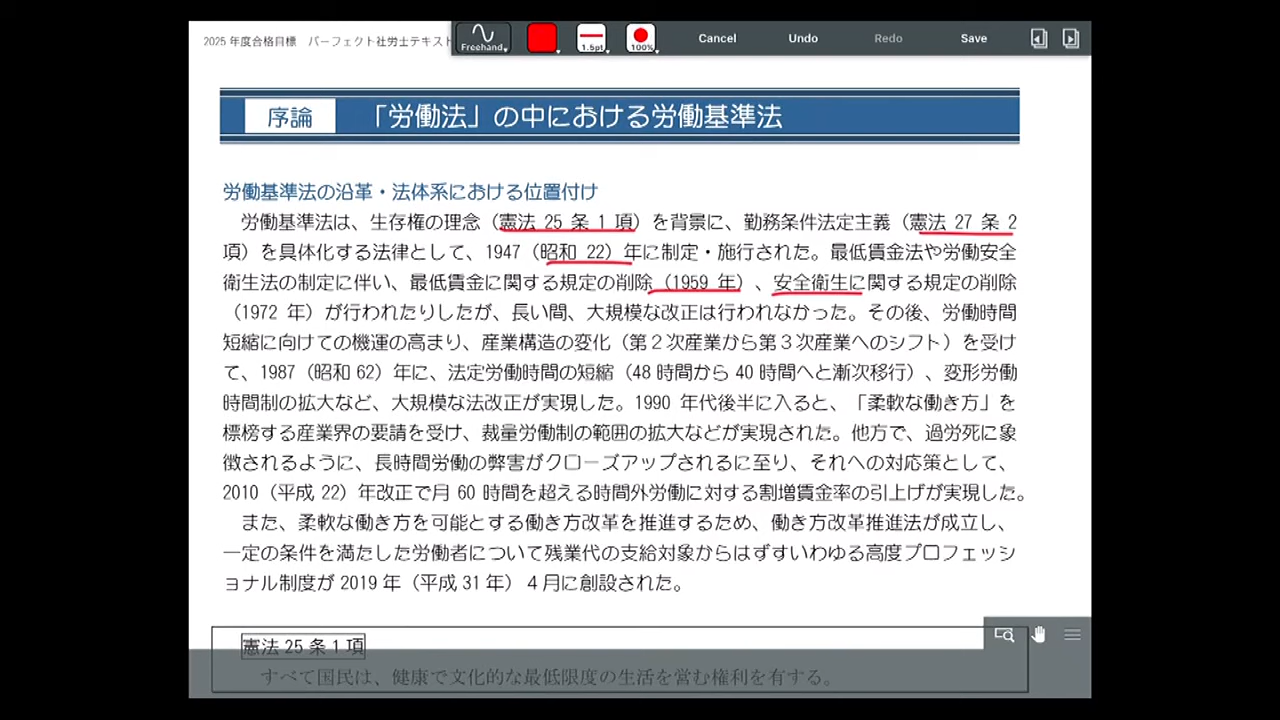 2025 年度合格目標　パーフェクト社労士テキスト
Freehand
1.5pt
100%
Cancel
Undo
Redo
Save
序論　「労働法」の中における労働基準法
労働基準法の沿革・法体系における位置付け
労働基準法は、生存権の理念（憲法 25 条 1 項）を背景に、勤務条件法定主義（憲法 27 条 2
項）を具体化する法律として、1947（昭和 22）年に制定・施行された。最低賃金法や労働安全
衛生法の制定に伴い、最低賃金に関する規定の削除（1959 年）、安全衛生に関する規定の削除
（1972 年）が行われたりしたが、長い間、大規模な改正は行われなかった。その後、労働時間
短縮に向けての機運の高まり、産業構造の変化（第２次産業から第３次産業へのシフト）を受け
て、1987（昭和 62）年に、法定労働時間の短縮（48 時間から 40 時間へと漸次移行）、変形労働
時間制の拡大など、大規模な法改正が実現した。1990 年代後半に入ると、「柔軟な働き方」を
標榜する産業界の要請を受け、裁量労働制の範囲の拡大などが実現された。他方で、過労死に象
徴されるように、長時間労働の弊害がクローズアップされるに至り、それへの対応策として、
2010（平成 22）年改正で月 60 時間を超える時間外労働に対する割増賃金率の引上げが実現した。
また、柔軟な働き方を可能とする働き方改革を推進するため、働き方改革推進法が成立し、
一定の条件を満たした労働者について残業代の支給対象からはずすいわゆる高度プロフェッシ
ョナル制度が 2019 年（平成 31 年）４月に創設された。
憲法 25 条 1 項
すべて国民は、健康で文化的な最低限度の生活を営む権利を有する。